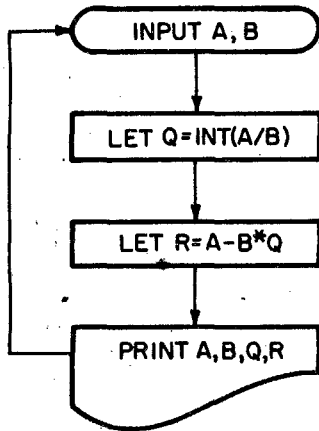 INPUT A, B
LET Q=INT(A/B)
LET R=A-B*Q
PRINT A,B,Q,R